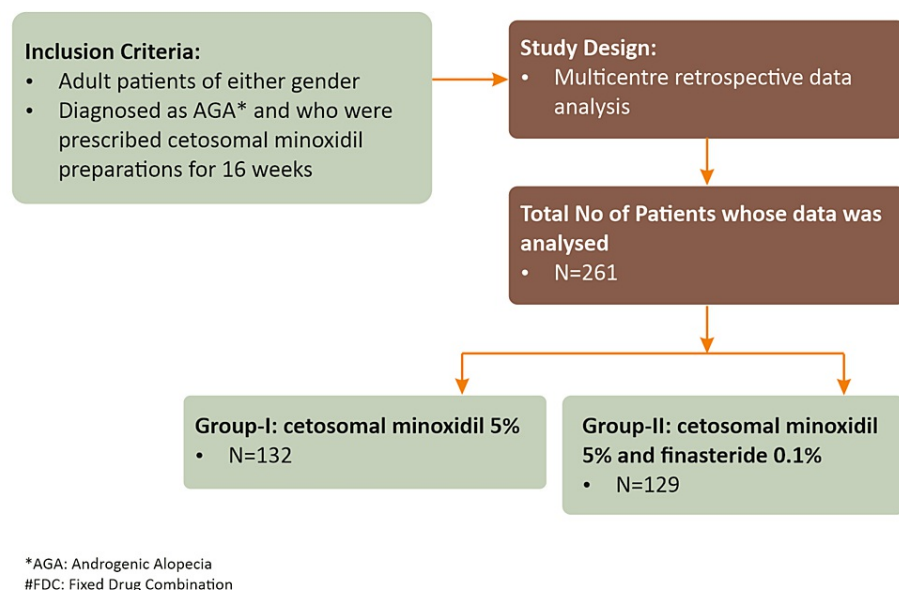 Inclusion Criteria:
• Adult patients of either gender
• Diagnosed as AGA* and who were
prescribed cetosomal minoxidil
preparations for 16 weeks
Study Design:
• Multicentre retrospective data
analysis
Total No of Patients whose data was
analysed
• N=261
Group-I: cetosomal minoxidil 5%
• N=132
Group-II: cetosomal minoxidil
5% and finasteride 0.1%
• N=129
*AGA: Androgenic Alopecia
#FDC: Fixed Drug Combination